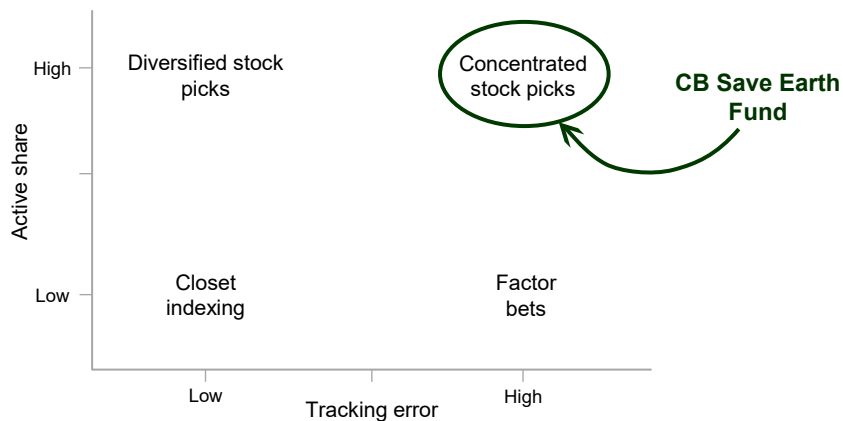 High
Diversified stock
picks
Concentrated
stock picks
CB Save Earth
Fund
Active share
Low
Closet
indexing
Factor
bets
Low
High
Tracking error